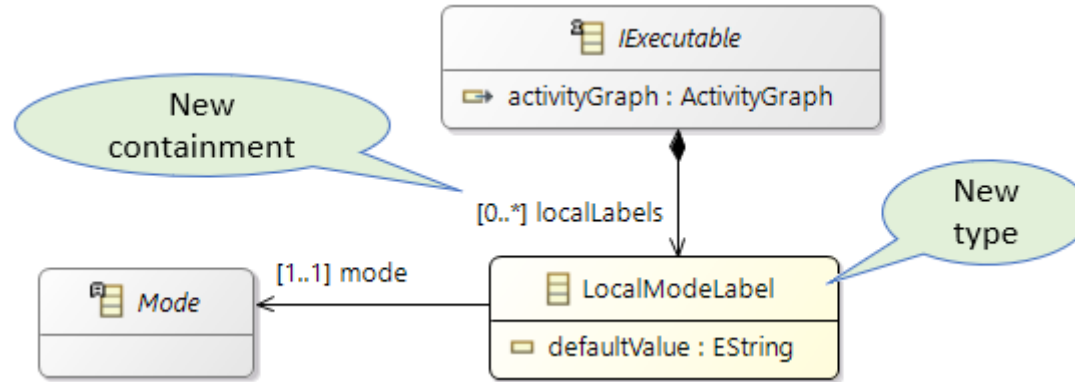 IExecutable
activityGraph : ActivityGraph
New
containment
[0..*] localLabels
New
type
[1..1] mode
Mode
LocalModeLabel
defaultValue : EString